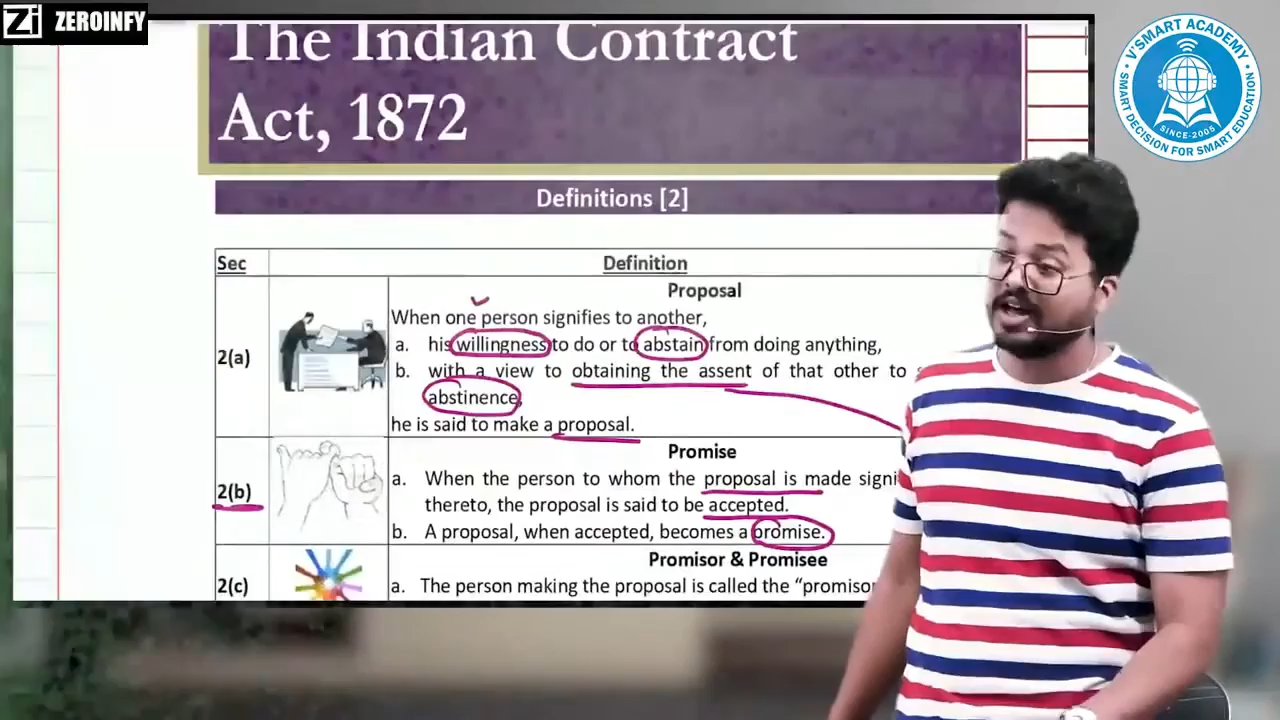 Zi ZEROINFY
The Indian Contract
Act, 1872
V'SMART ACADEMY
SINCE-2005
SMART DECISION FOR SMART EDUCATION
Definitions [2]
Sec Definition
Proposal
When one person signifies to another,
a. his willingness to do or to abstain from doing anything,
2(a)
b. with a view to obtaining the assent of that other to
abstinence,
he is said to make a proposal.
Promise
a. When the person to whom the proposal is made signi
2(b)
thereto, the proposal is said to be accepted.
b. A proposal, when accepted, becomes a promise.
Promisor & Promisee
2(c) a. The person making the proposal is called the “promisor